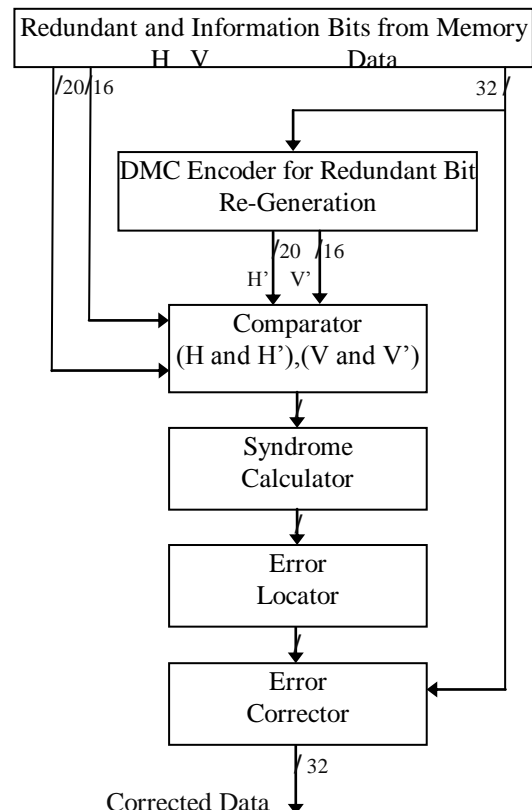 Redundant and Information Bits from Memory
H V Data
/20/16 32/
DMC Encoder for Redundant Bit
Re-Generation
/20 /16
H’ V’
Comparator
(H and H’),(V and V’)
Syndrome
Calculator
Error
Locator
Error
Corrector
/ 32
Corrected Data